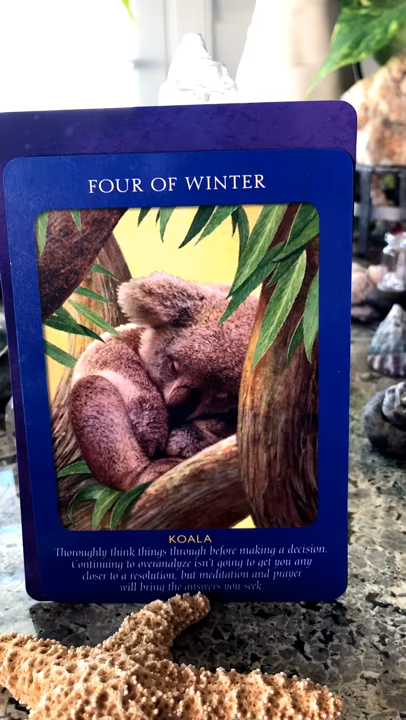 FOUR OF WINTER
KOALA
Thoroughly think things through before making a decision.
Continuing to overanalyze isn't going to get you any
closer to a resolution, but meditation and prayer
will bring the answers you seek.